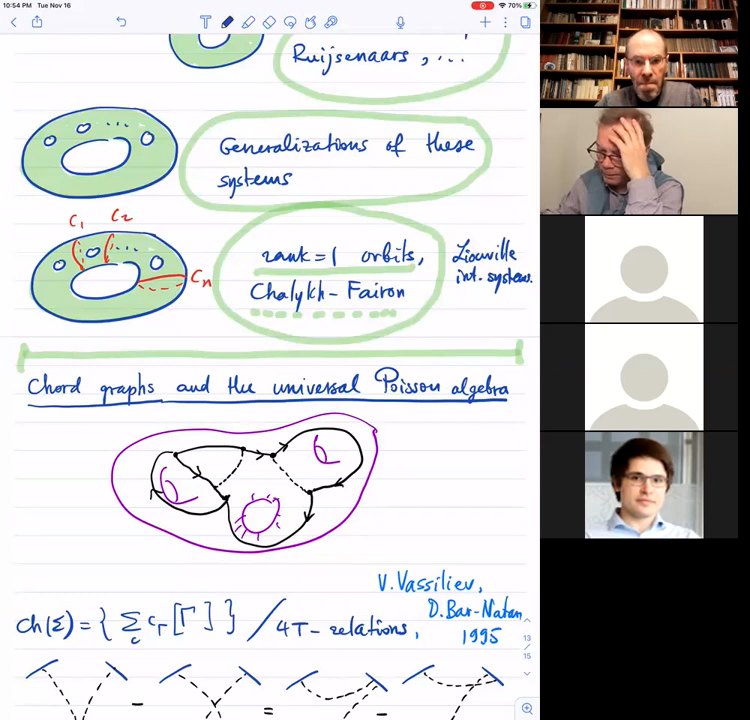 10:54 PM Tue Nov 16
70%
Ruijsenaars, ...
...
Generalizations of these
systems
C1 C2
...
Cn
rank=1 orbits,
Chalykh-Fairon
Liouville
int. systems.
Chord graphs and the universal Poisson algebra
V. Vassiliev,
D. Bar-Natan
1995
Ch(Σ) = { Σ cΓ [Γ] } / 4T-relations,
13
/
15
- = -